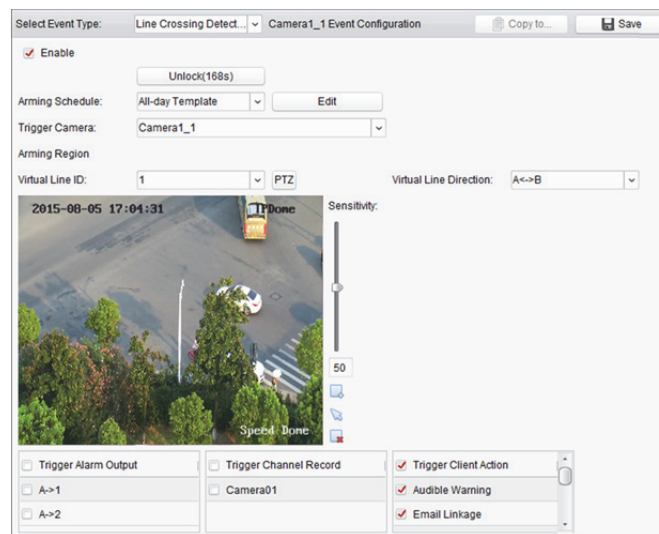 Select Event Type: Line Crossing Detect... Camera1_1 Event Configuration Copy to... Save
Enable
Unlock(168s)
Arming Schedule: All-day Template Edit
Trigger Camera: Camera1_1
Arming Region
Virtual Line ID: 1 PTZ Virtual Line Direction: A<->B
2015-08-05 17:04:31 IPDome Sensitivity:
50
Speed Dome
Trigger Alarm Output Trigger Channel Record Trigger Client Action
A->1 Camera01 Audible Warning
A->2 Email Linkage